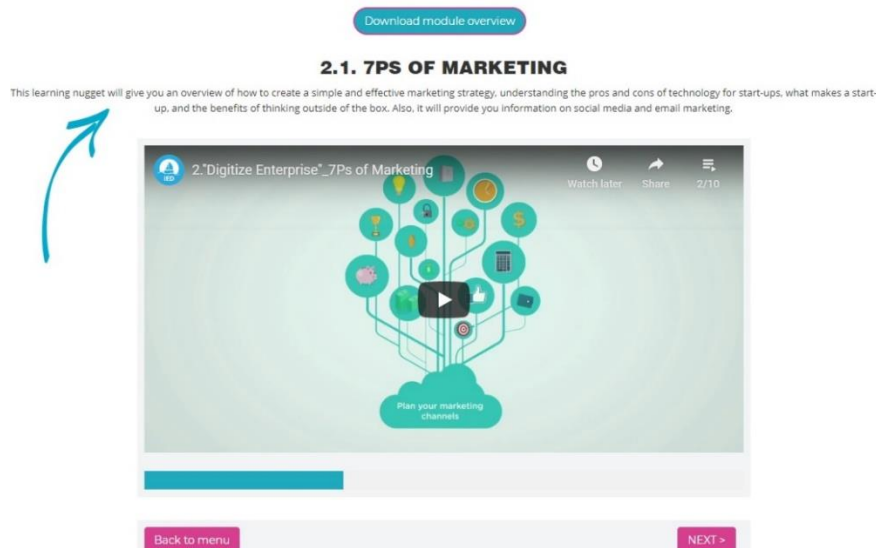 Download module overview
2.1. 7PS OF MARKETING
This learning nugget will give you an overview of how to create a simple and effective marketing strategy, understanding the pros and cons of technology for start-ups, what makes a start-
up, and the benefits of thinking outside of the box. Also, it will provide you information on social media and email marketing.
IED
2."Digitize Enterprise"_7Ps of Marketing
Watch later
Share
2/10
Plan your marketing
channels
Back to menu
NEXT >